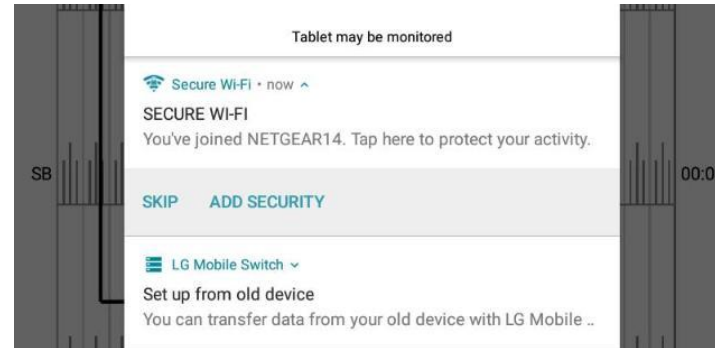 Tablet may be monitored
Secure Wi-Fi • now
SECURE WI-FI
You've joined NETGEAR14. Tap here to protect your activity.
SB
00:0
SKIP ADD SECURITY
LG Mobile Switch
Set up from old device
You can transfer data from your old device with LG Mobile ..